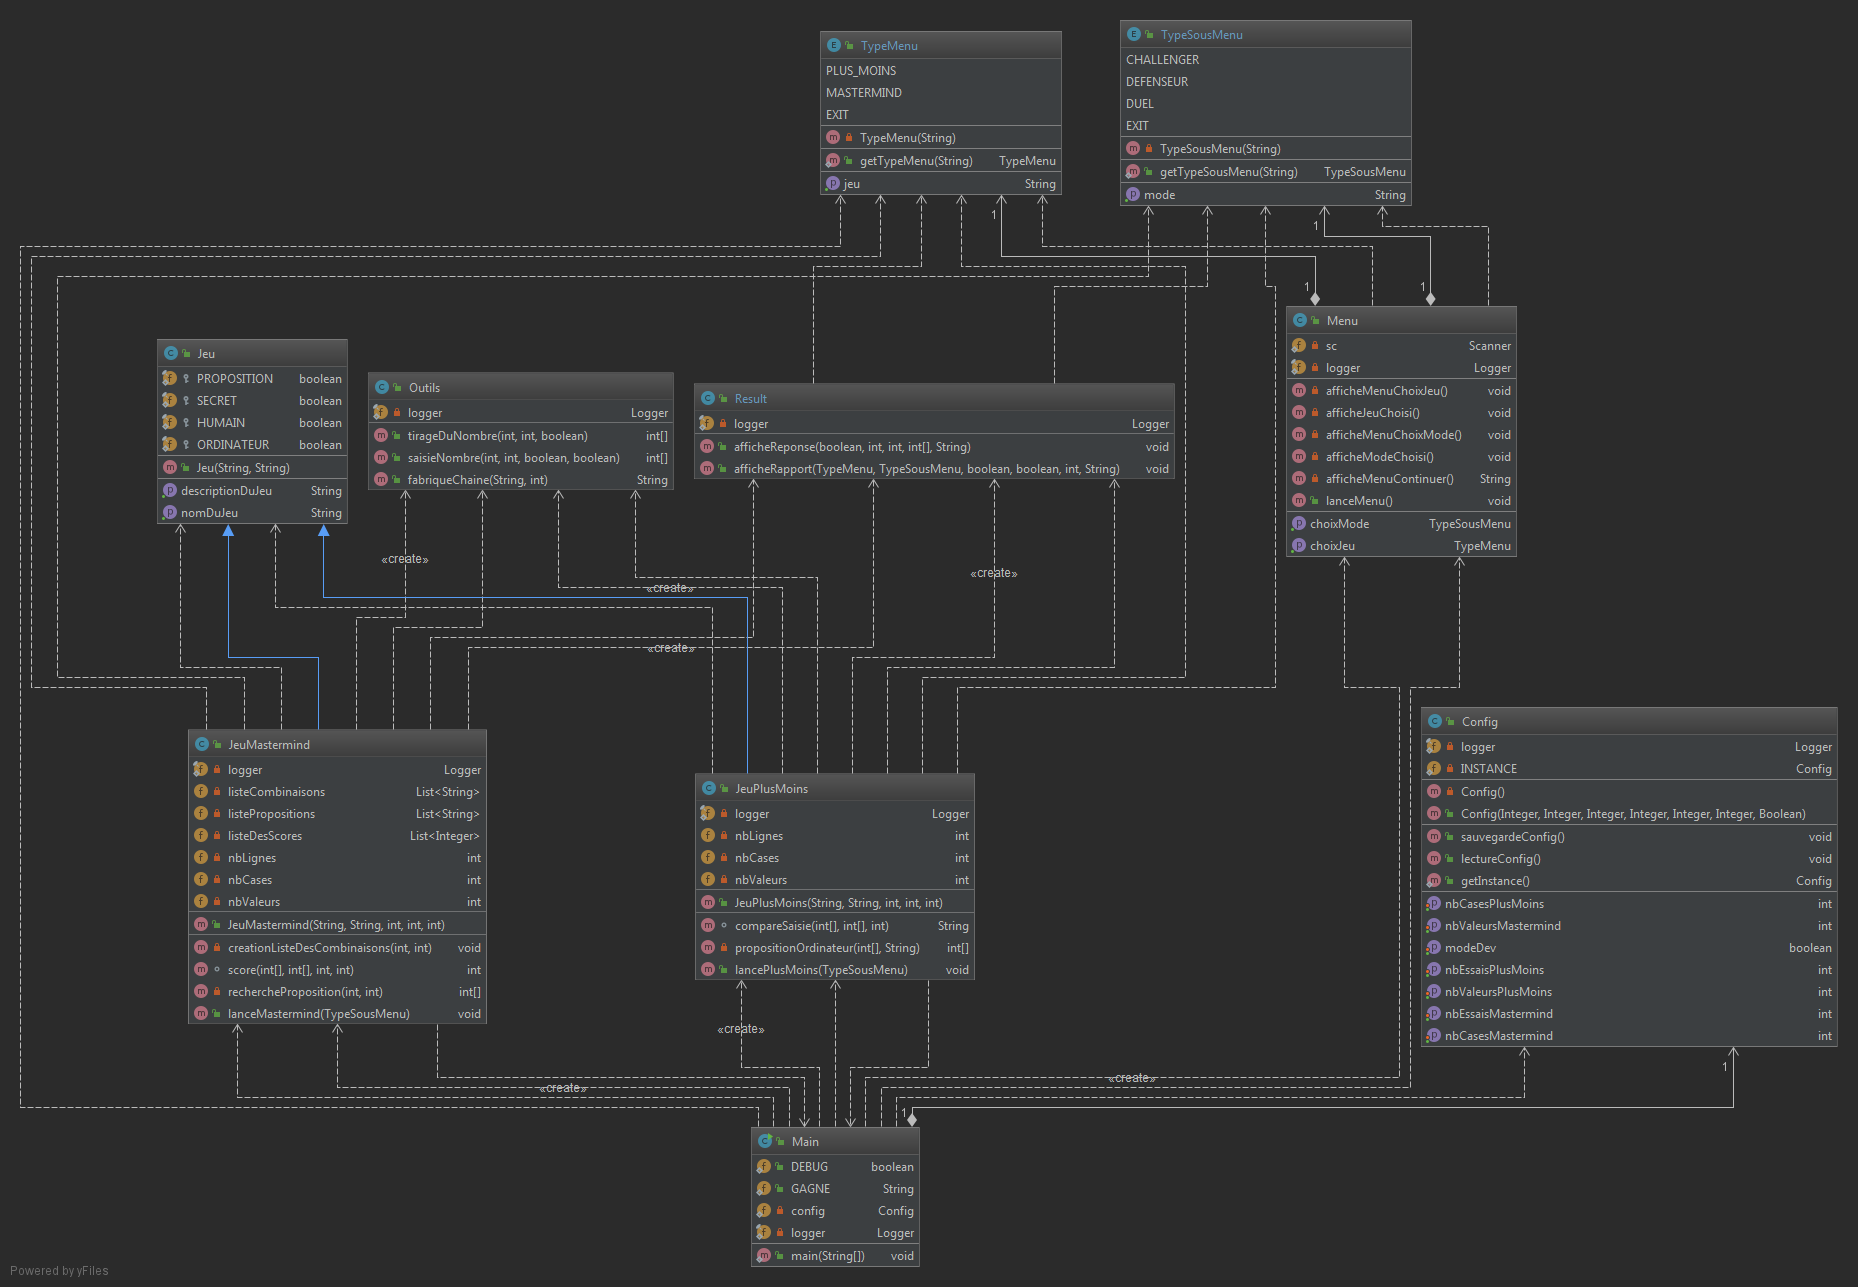 TypeMenu
PLUS_MOINS
MASTERMIND
EXIT
TypeMenu(String)
getTypeMenu(String) TypeMenu
jeu String
TypeSousMenu
CHALLENGER
DEFENSEUR
DUEL
EXIT
TypeSousMenu(String)
getTypeSousMenu(String) TypeSousMenu
mode String
1
1
1
1
Menu
sc Scanner
logger Logger
afficheMenuChoixJeu() void
afficheJeuChoisi() void
afficheMenuChoixMode() void
afficheModeChoisi() void
afficheMenuContinuer() String
lanceMenu() void
choixMode TypeSousMenu
choixJeu TypeMenu
Jeu
PROPOSITION boolean
SECRET boolean
HUMAIN boolean
ORDINATEUR boolean
Jeu(String, String)
descriptionDuJeu String
nomDuJeu String
Outils
logger Logger
tirageDuNombre(int, int, boolean) int[]
saisieNombre(int, int, boolean, boolean) int[]
fabriqueChaine(String, int) String
Result
logger Logger
afficheReponse(boolean, int, int, int[], String) void
afficheRapport(TypeMenu, TypeSousMenu, boolean, boolean, int, String) void
«create»
«create»
«create»
«create»
JeuMastermind
logger Logger
listeCombinaisons List<String>
listePropositions List<String>
listeDesScores List<Integer>
nbLignes int
nbCases int
nbValeurs int
JeuMastermind(String, String, int, int, int)
creationListeDesCombinaisons(int, int) void
score(int[], int[], int, int) int
rechercheProposition(int, int) int[]
lanceMastermind(TypeSousMenu) void
JeuPlusMoins
logger Logger
nbLignes int
nbCases int
nbValeurs int
JeuPlusMoins(String, String, int, int, int)
compareSaisie(int[], int[], int) String
propositionOrdinateur(int[], String) int[]
lancePlusMoins(TypeSousMenu) void
Config
logger Logger
INSTANCE Config
Config()
Config(Integer, Integer, Integer, Integer, Integer, Integer, Boolean)
sauvegardeConfig() void
lectureConfig() void
getInstance() Config
nbCasesPlusMoins int
nbValeursMastermind int
modeDev boolean
nbEssaisPlusMoins int
nbValeursPlusMoins int
nbEssaisMastermind int
nbCasesMastermind int
«create»
1
«create»
«create»
1
Main
DEBUG boolean
GAGNE String
config Config
logger Logger
main(String[]) void
Powered by yFiles